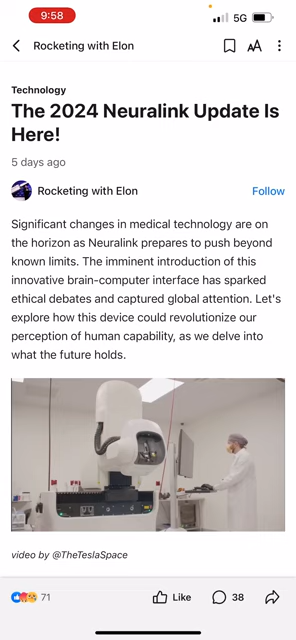 9:58
5G
Rocketing with Elon
AA
Technology
The 2024 Neuralink Update Is
Here!
5 days ago
Rocketing with Elon
Follow
Significant changes in medical technology are on
the horizon as Neuralink prepares to push beyond
known limits. The imminent introduction of this
innovative brain-computer interface has sparked
ethical debates and captured global attention. Let's
explore how this device could revolutionize our
perception of human capability, as we delve into
what the future holds.
video by @TheTeslaSpace
71
Like
38